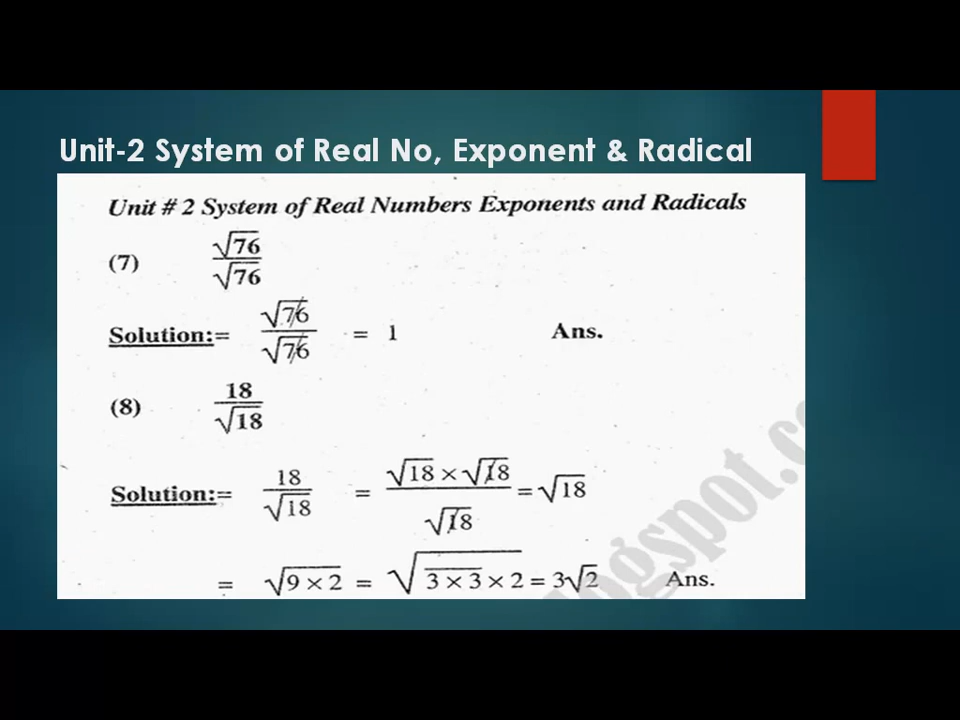 Unit-2 System of Real No, Exponent & Radical
Unit # 2 System of Real Numbers Exponents and Radicals
(7) √76/√76
Solution:= √76/√76 = 1 Ans.
(8) 18/√18
Solution:= 18/√18 = √18 × √18/√18 = √18
= √9 × 2 = √3 × 3 × 2 = 3√2 Ans.